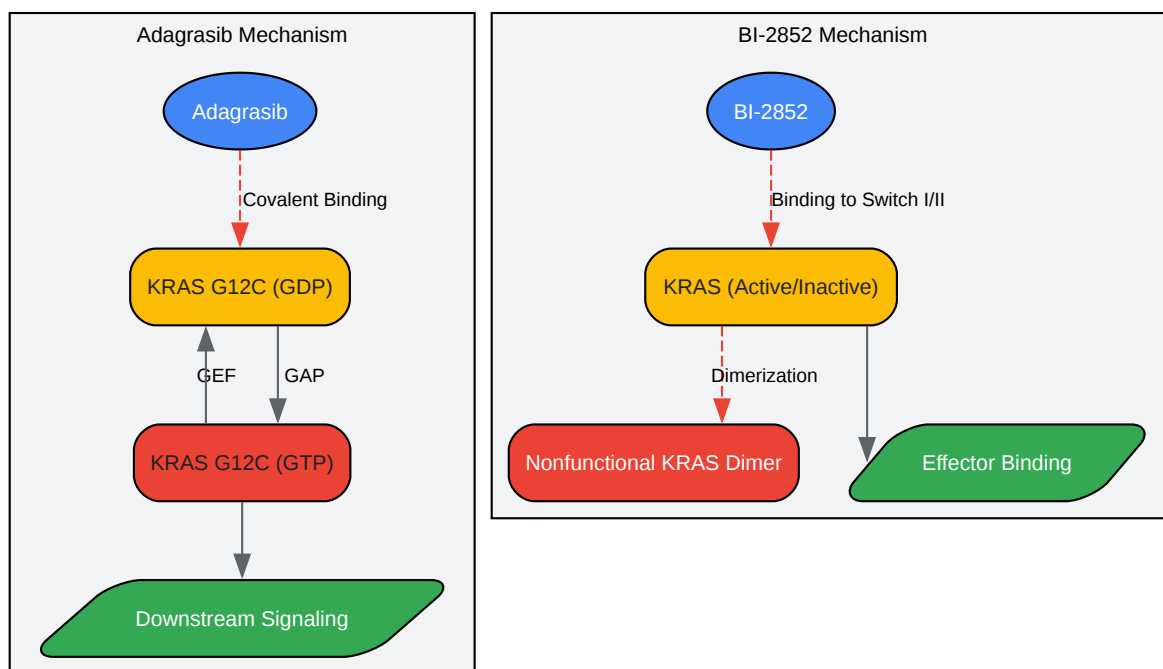 Adagrasib Mechanism
Adagrasib
Covalent Binding
KRAS G12C (GDP)
GEF
GAP
KRAS G12C (GTP)
Downstream Signaling
BI-2852 Mechanism
BI-2852
Binding to Switch I/II
KRAS (Active/Inactive)
Dimerization
Nonfunctional KRAS Dimer
Effector Binding